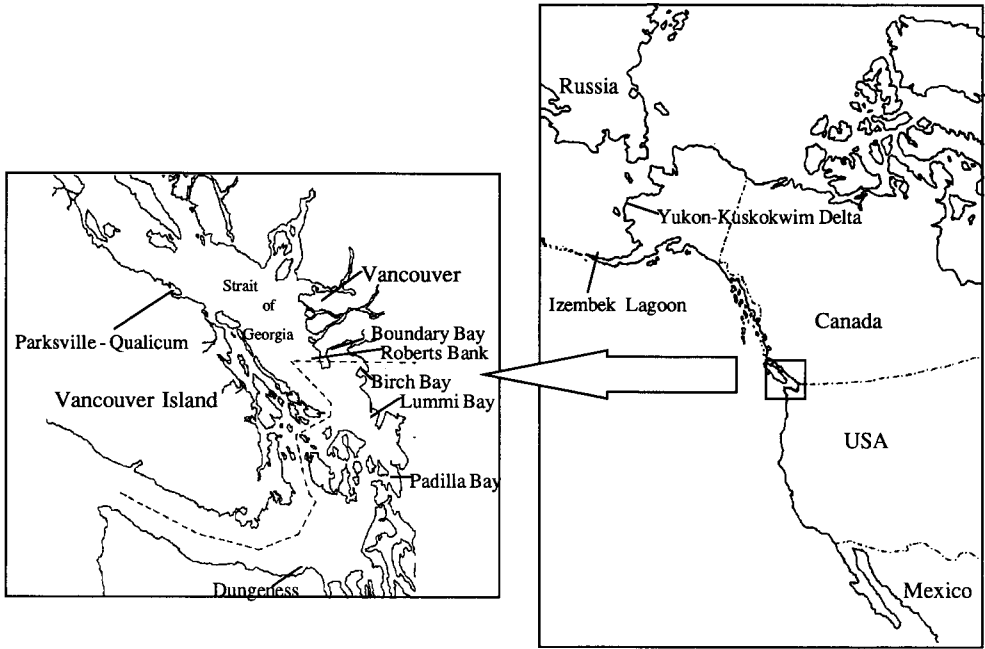 Strait
of
Georgia
Vancouver
Parksville - Qualicum
Boundary Bay
Roberts Bank
Birch Bay
Vancouver Island
Lummi Bay
Padilla Bay
Dungeness
Russia
Yukon-Kuskokwim Delta
Izembek Lagoon
Canada
USA
Mexico